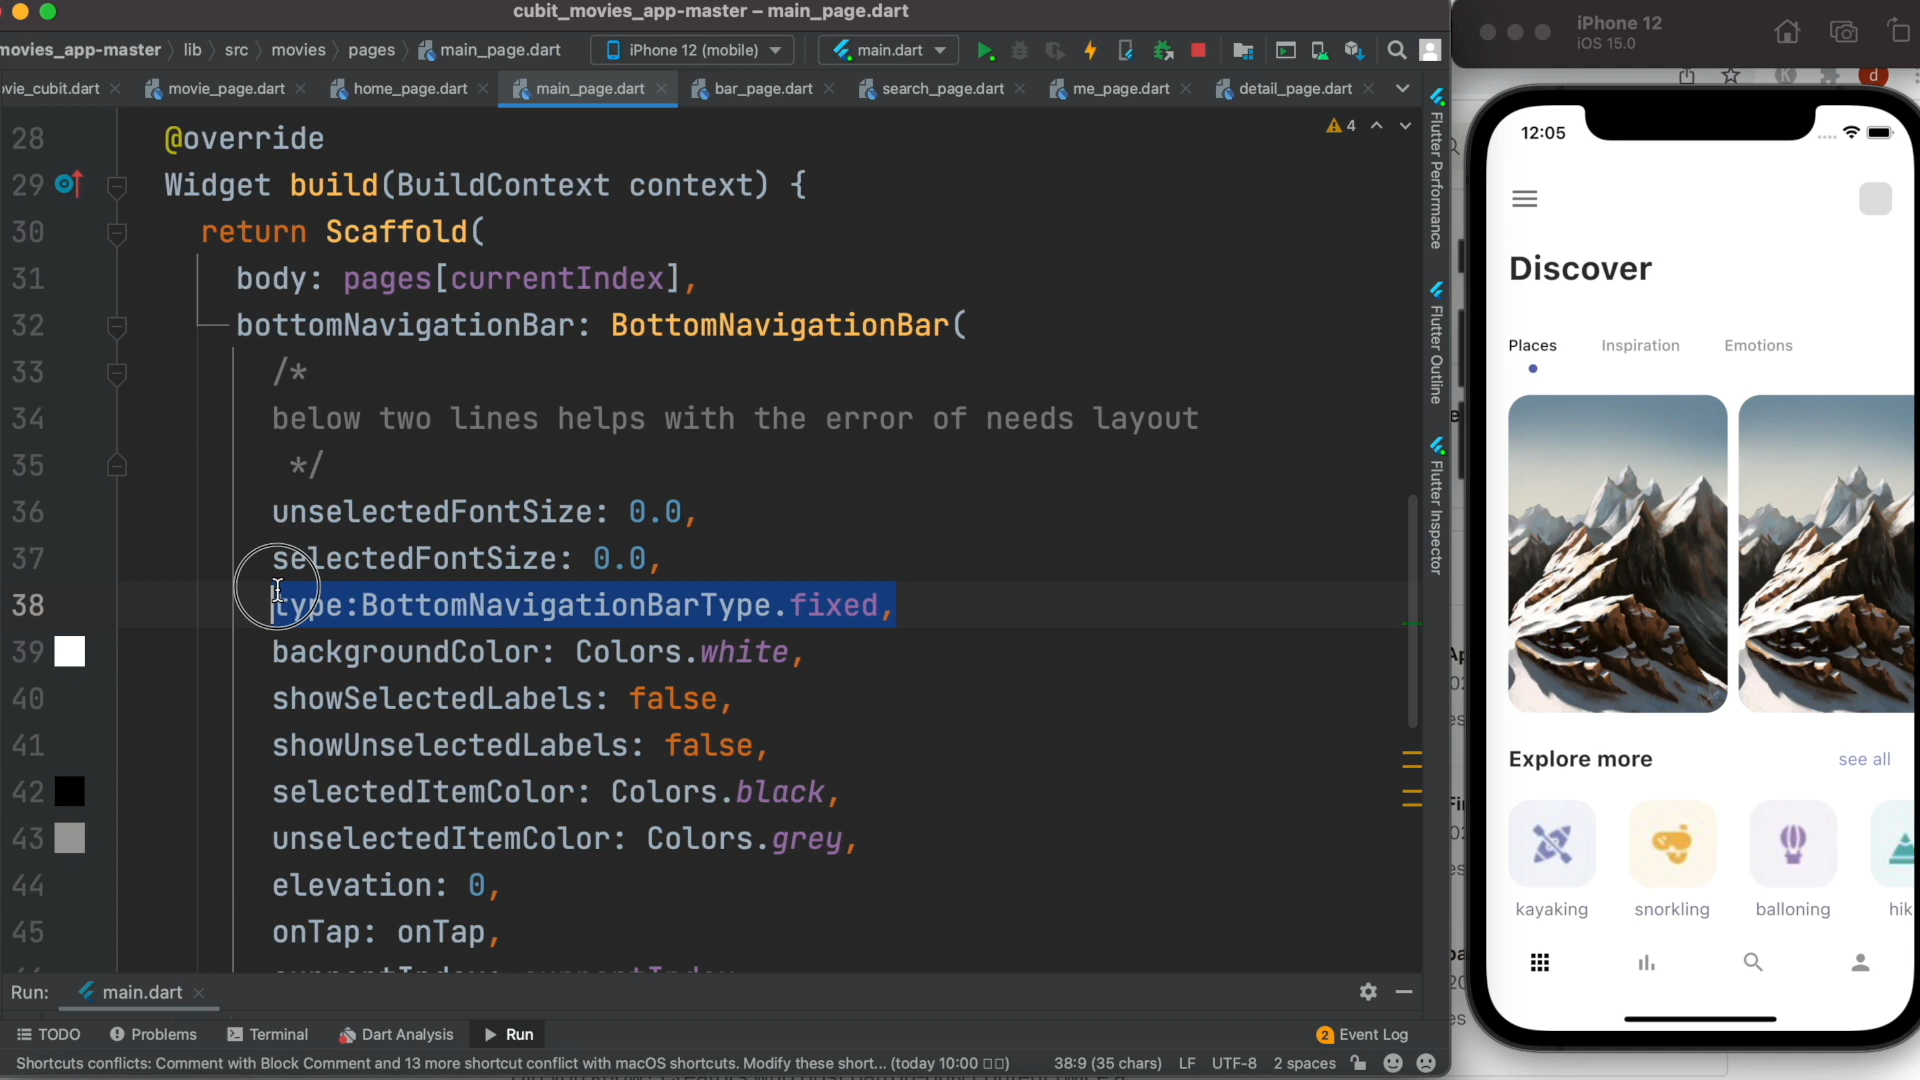 cubit_movies_app-master – main_page.dart
movies_app-master lib src movies pages main_page.dart iPhone 12 (mobile) main.dart
vie_cubit.dart movie_page.dart home_page.dart main_page.dart bar_page.dart search_page.dart me_page.dart detail_page.dart
4
28 @override
29 Widget build(BuildContext context) {
30 return Scaffold(
31 body: pages[currentIndex],
32 bottomNavigationBar: BottomNavigationBar(
33 /*
34 below two lines helps with the error of needs layout
35 */
36 unselectedFontSize: 0.0,
37 selectedFontSize: 0.0,
38 type:BottomNavigationBarType.fixed,
39 backgroundColor: Colors.white,
40 showSelectedLabels: false,
41 showUnselectedLabels: false,
42 selectedItemColor: Colors.black,
43 unselectedItemColor: Colors.grey,
44 elevation: 0,
45 onTap: onTap,
Flutter Performance
Flutter Outline
Flutter Inspector
Run: main.dart
TODO Problems Terminal Dart Analysis Run 2 Event Log
Shortcuts conflicts: Comment with Block Comment and 13 more shortcut conflict with macOS shortcuts. Modify these short... (today 10:00 38:9 (35 chars) LF UTF-8 2 spaces
iPhone 12
iOS 15.0
K d
12:05
Discover
Places Inspiration Emotions
Explore more see all
kayaking snorkling balloning hik